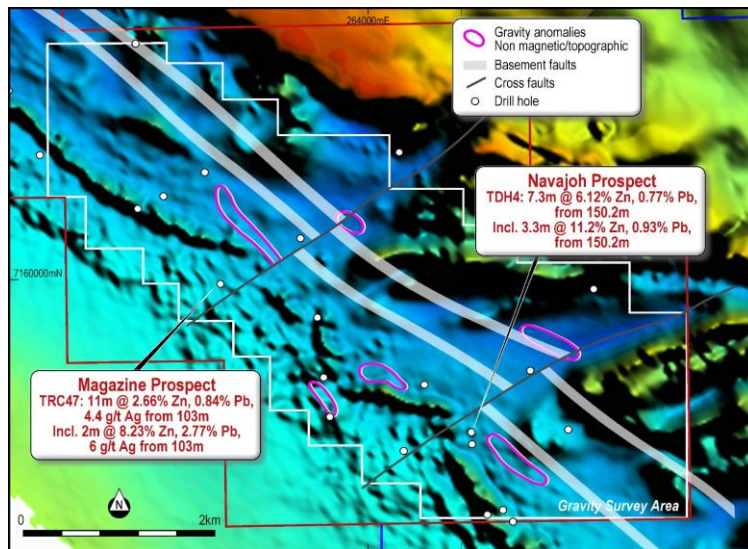 264000mE
Gravity anomalies
Non magnetic/topographic
Basement faults
Cross faults
Drill hole
Navajoh Prospect
TDH4: 7.3m @ 6.12% Zn, 0.77% Pb,
from 150.2m
Incl. 3.3m @ 11.2% Zn, 0.93% Pb,
from 150.2m
7160000mN
Magazine Prospect
TRC47: 11m @ 2.66% Zn, 0.84% Pb,
4.4 g/t Ag from 103m
Incl. 2m @ 8.23% Zn, 2.77% Pb,
6 g/t Ag from 103m
N
0 2km
Gravity Survey Area